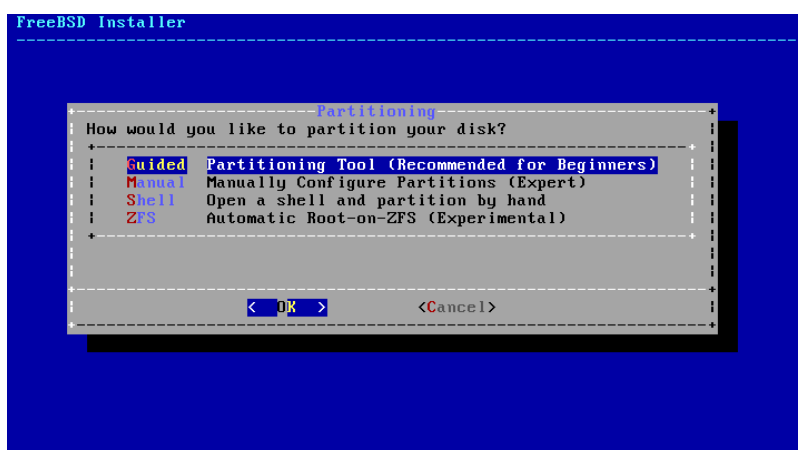 FreeBSD Installer
Partitioning
How would you like to partition your disk?
Guided Partitioning Tool (Recommended for Beginners)
Manual Manually Configure Partitions (Expert)
Shell Open a shell and partition by hand
ZFS Automatic Root-on-ZFS (Experimental)
< OK > <Cancel>